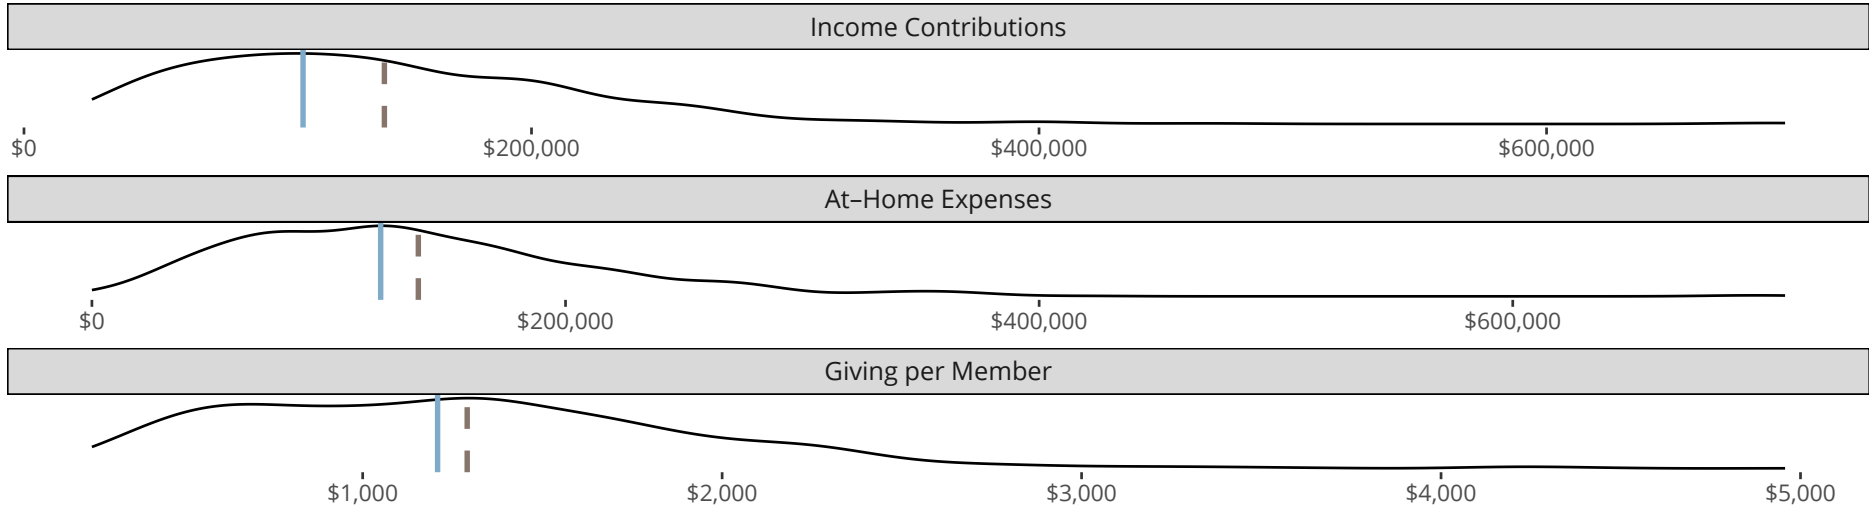 Income Contributions
$0 $200,000 $400,000 $600,000
At–Home Expenses
$0 $200,000 $400,000 $600,000
Giving per Member
$1,000 $2,000 $3,000 $4,000 $5,000